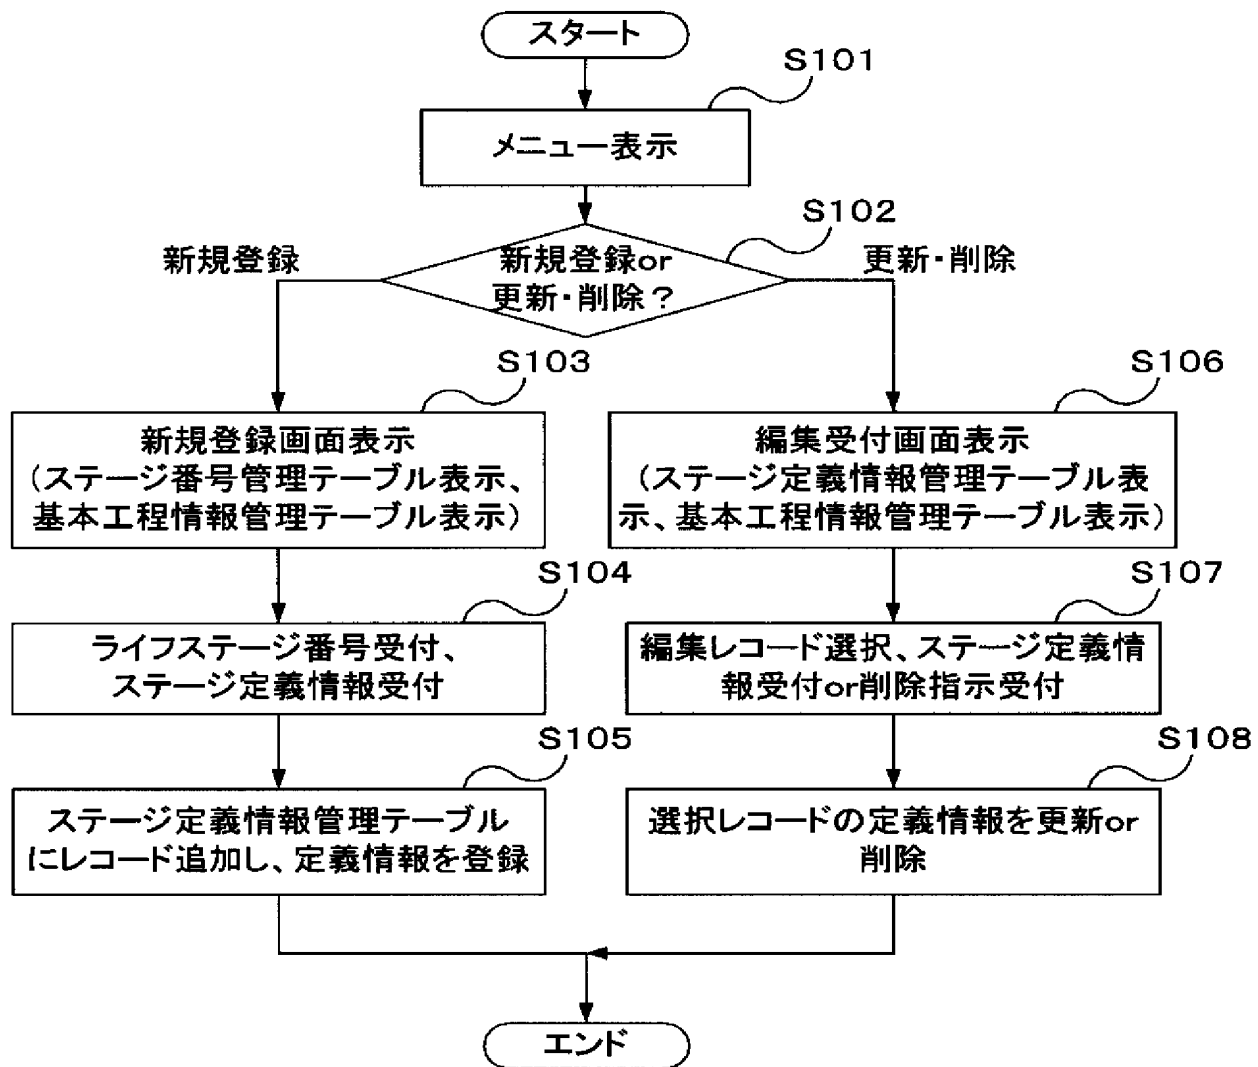 スタート
S101
メニュー表示
S102
新規登録
新規登録or
更新・削除？
更新・削除
S103
新規登録画面表示
（ステージ番号管理テーブル表示、
基本工程情報管理テーブル表示）
S106
編集受付画面表示
（ステージ定義情報管理テーブル表
示、基本工程情報管理テーブル表示）
S104
ライフステージ番号受付、
ステージ定義情報受付
S107
編集レコード選択、ステージ定義情
報受付or削除指示受付
S105
ステージ定義情報管理テーブル
にレコード追加し、定義情報を登録
S108
選択レコードの定義情報を更新or
削除
エンド